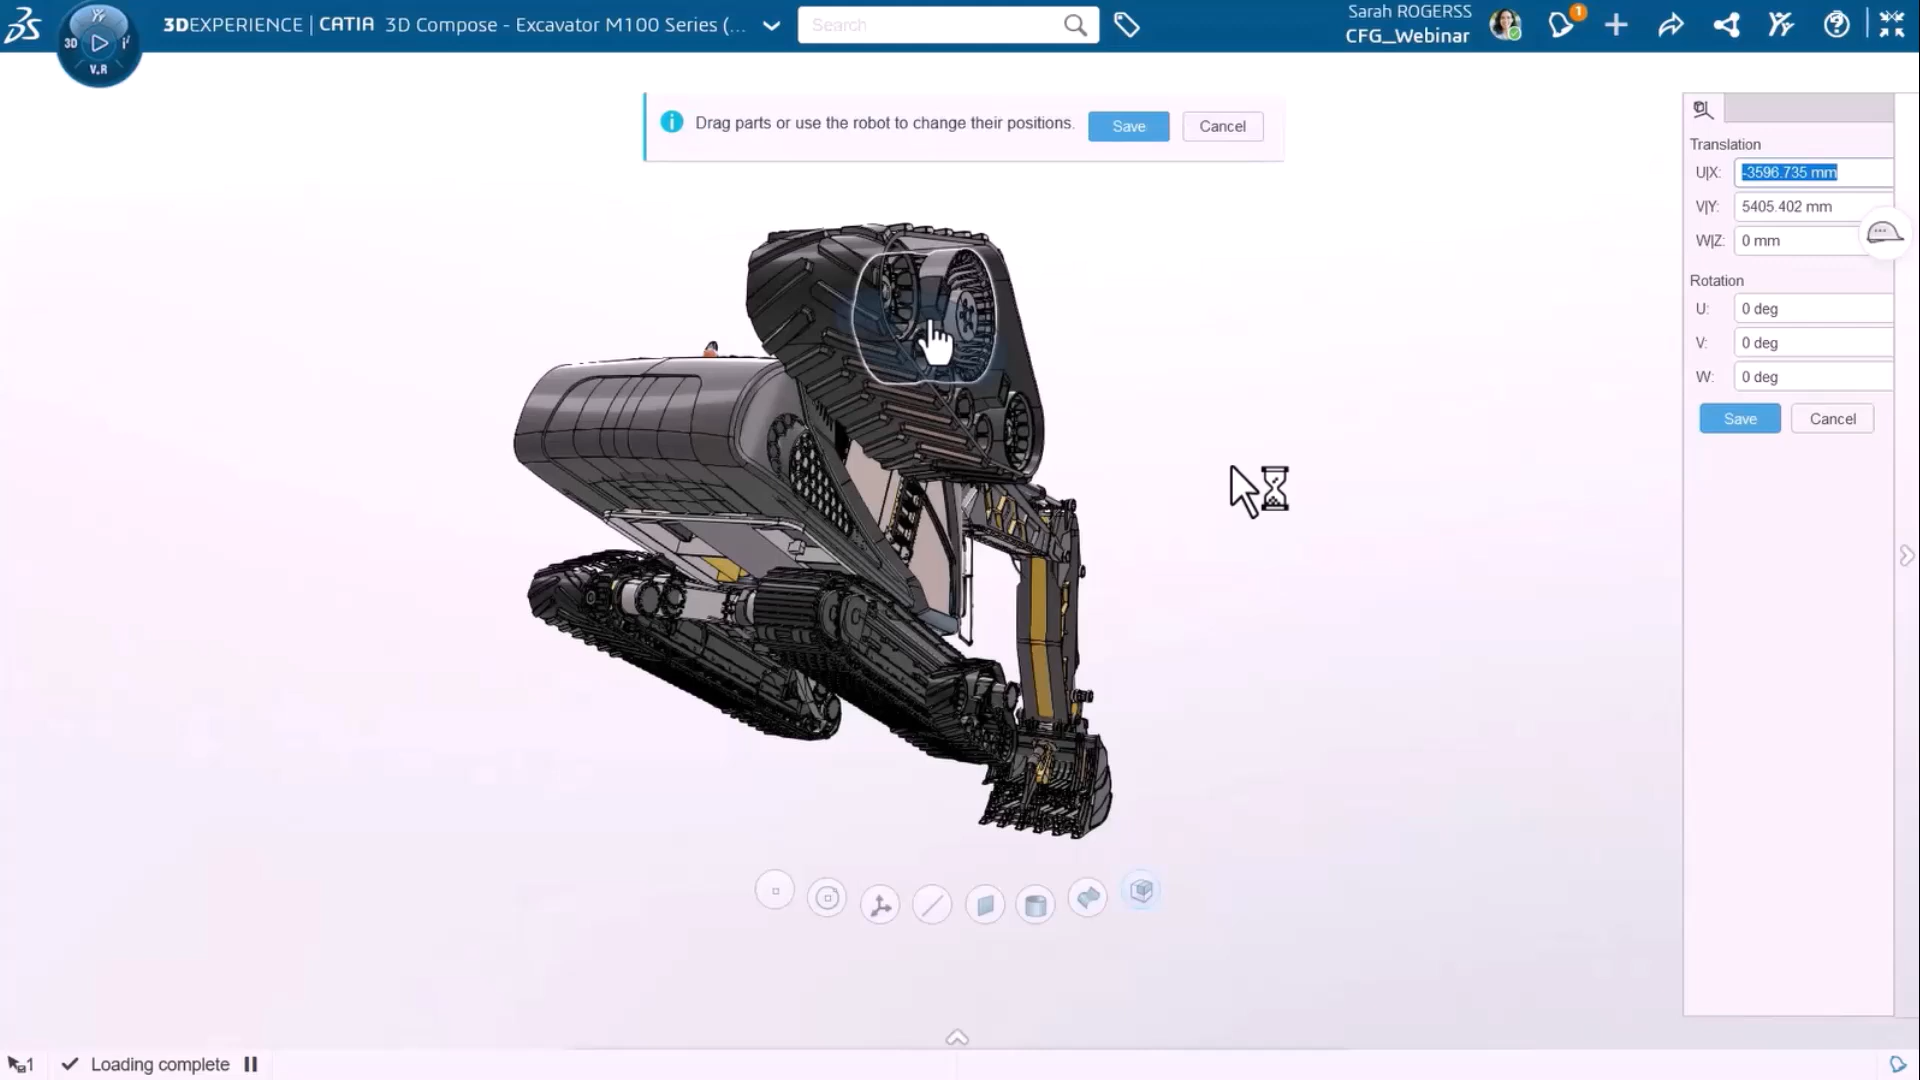 3DEXPERIENCE | CATIA 3D Compose - Excavator M100 Series (...
Search
Sarah ROGERSS
CFG_Webinar
1
3D
V.R
Drag parts or use the robot to change their positions.
Save
Cancel
Translation
U|X: -3596.735 mm
V|Y: 5405.402 mm
W|Z: 0 mm
Rotation
U: 0 deg
V: 0 deg
W: 0 deg
Save
Cancel
1
Loading complete